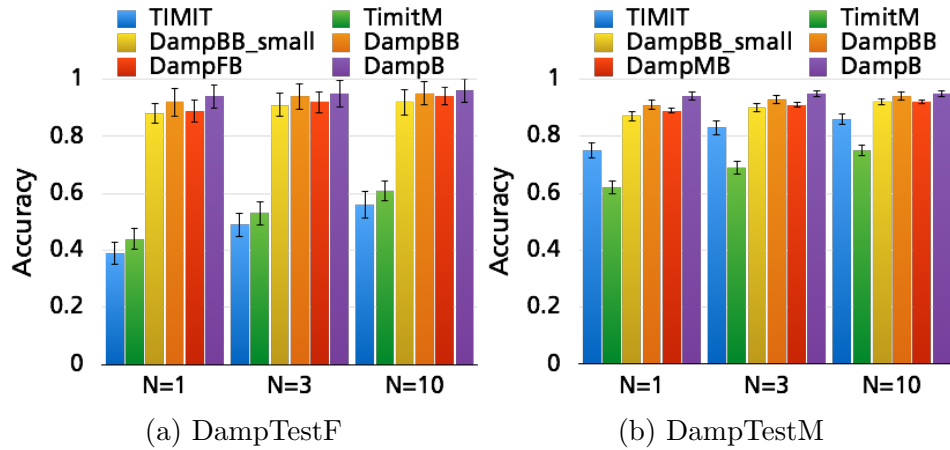 TIMIT TimitM
DampBB_small DampBB
DampFB DampB
1
0.8
0.6
0.4
0.2
0
Accuracy
N=1 N=3 N=10
(a) DampTestF
TIMIT TimitM
DampBB_small DampBB
DampMB DampB
1
0.8
0.6
0.4
0.2
0
Accuracy
N=1 N=3 N=10
(b) DampTestM